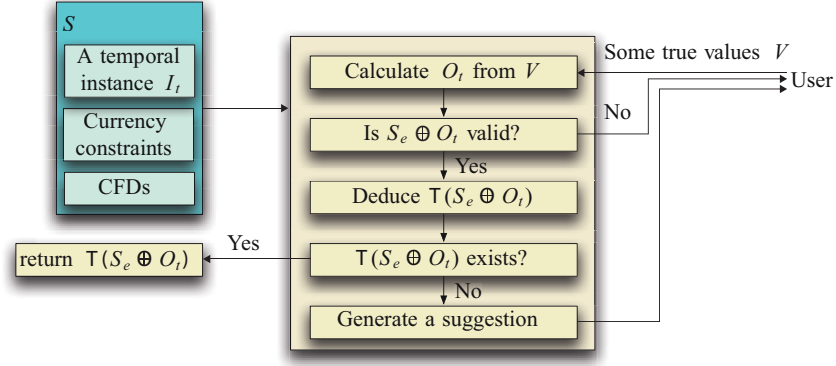 S
A temporal
instance I_t
Currency
constraints
CFDs
Calculate O_t from V
Some true values V
User
No
Is S_e ⊕ O_t valid?
Yes
Deduce T(S_e ⊕ O_t)
Yes
return T(S_e ⊕ O_t)
T(S_e ⊕ O_t) exists?
No
Generate a suggestion